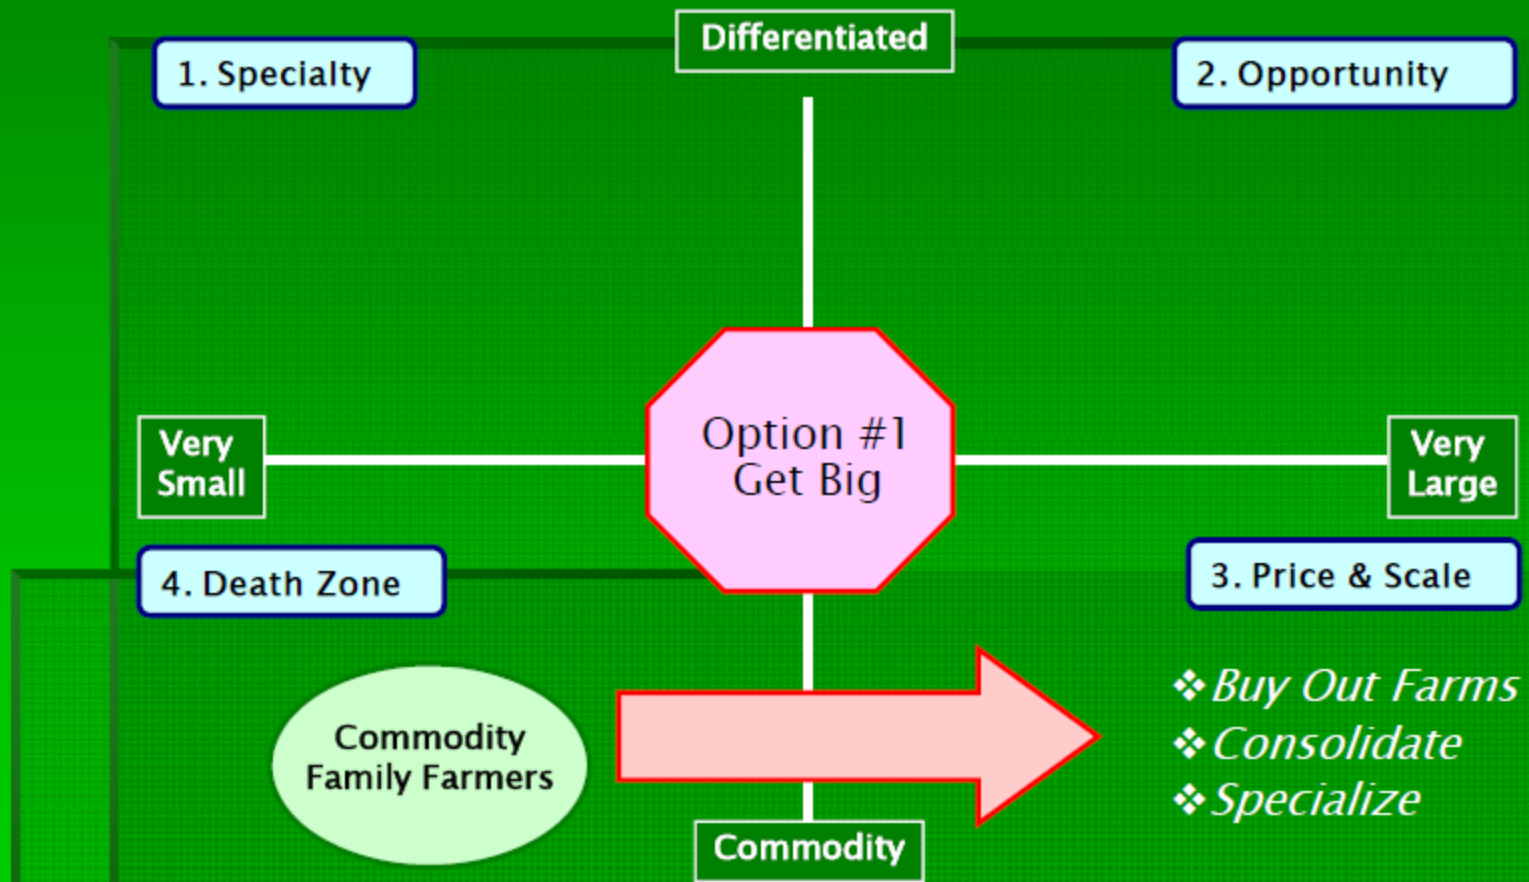 Differentiated
1. Specialty
2. Opportunity
Option #1
Get Big
Very
Small
Very
Large
4. Death Zone
3. Price & Scale
Commodity
Family Farmers
❖Buy Out Farms
❖Consolidate
❖Specialize
Commodity